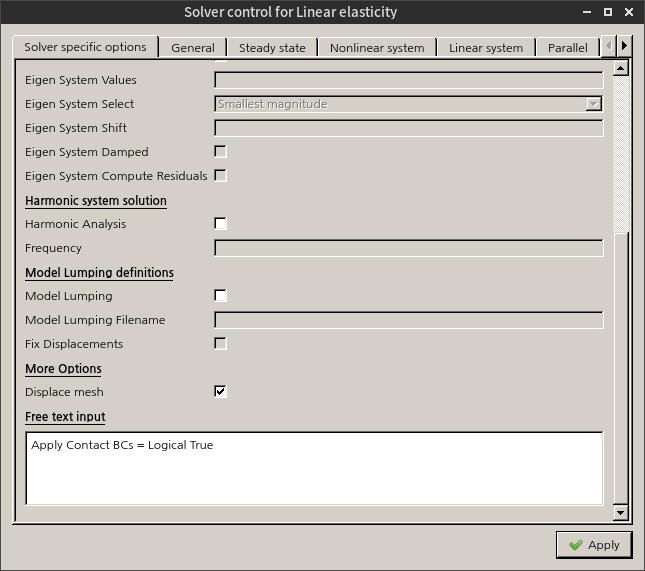 Solver control for Linear elasticity
Solver specific options General Steady state Nonlinear system Linear system Parallel
Eigen System Values
Eigen System Select Smallest magnitude
Eigen System Shift
Eigen System Damped
Eigen System Compute Residuals
Harmonic system solution
Harmonic Analysis
Frequency
Model Lumping definitions
Model Lumping
Model Lumping Filename
Fix Displacements
More Options
Displace mesh
Free text input
Apply Contact BCs = Logical True
Apply